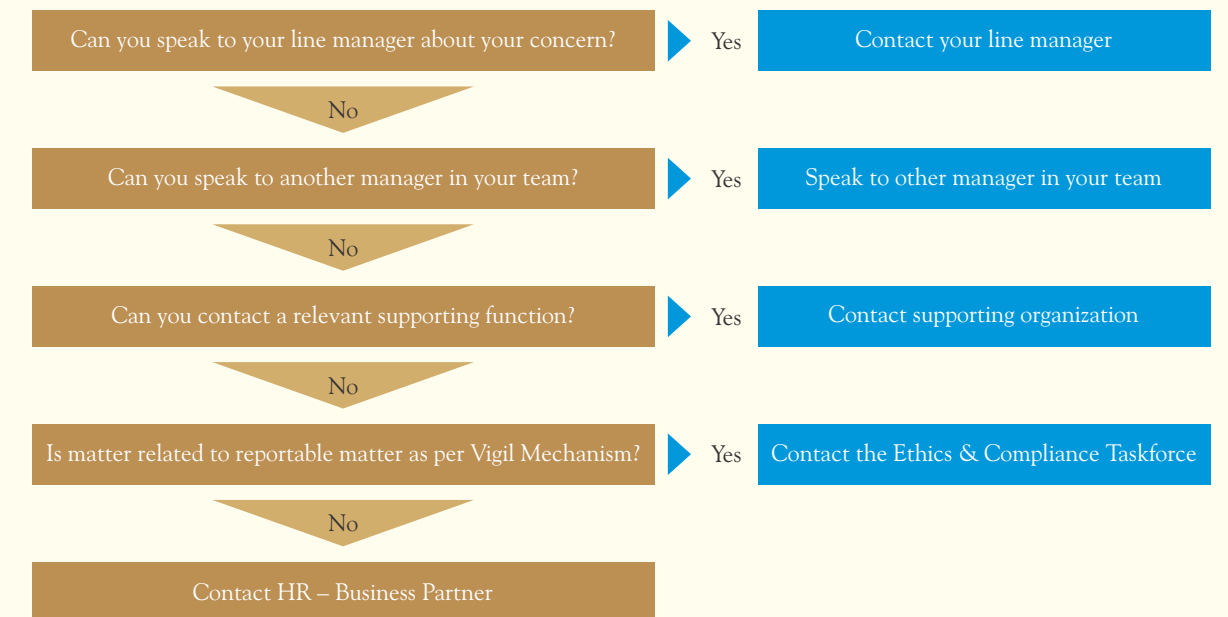 Can you speak to your line manager about your concern?
Yes
Contact your line manager
No
Can you speak to another manager in your team?
Yes
Speak to other manager in your team
No
Can you contact a relevant supporting function?
Yes
Contact supporting organization
No
Is matter related to reportable matter as per Vigil Mechanism?
Yes
Contact the Ethics & Compliance Taskforce
No
Contact HR – Business Partner